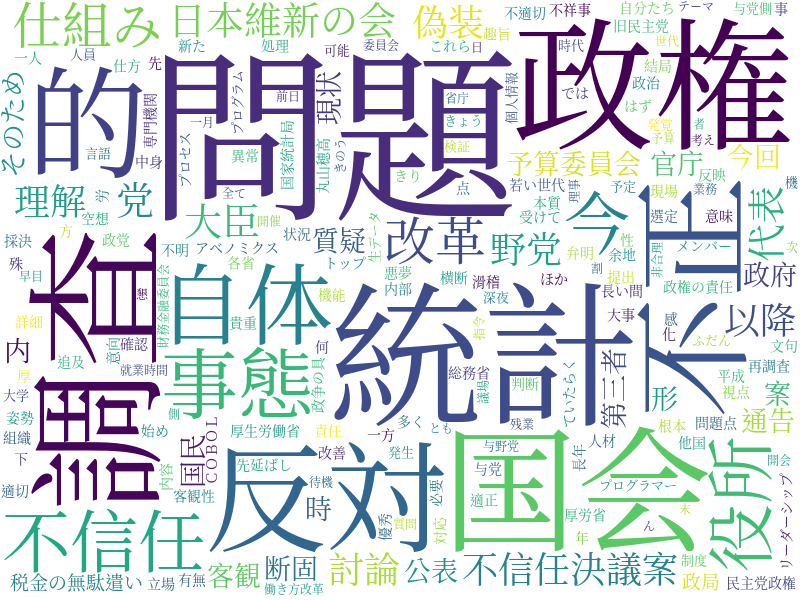 仕組み
日本維新の会
偽装
趣旨
不適切
不祥事
自分たち
テーマ
与党側
事
旧民主党
世代
新た
処理
可能
委員会
これら
日
時代
結局
政治
一人
人員
仕方
先
そのため
的
問題
政権
現状
前日
プログラム
一月
プロセス
専門機関
中身
言語
国家統計局
丸山穂高
きのう
省庁
きょう
検証
個人情報
では
はず
発覚
予算
者
考え
予算委員会
官庁
今回
異常
理解
党
労
全て
点
きり
若い世代
理事
予定
反映
機
空想
大臣
開催
本質
受けて
現場
業務
選定
意味
代表
採決
政党
方
不明
アベノミクス
状況
質疑
生データ
改革
野党
今
弁明
性
余地
メンバー
非合理
次
殊
早目
調査
財務金融委員会
各省
トップ
悪夢
内部
横断
滑稽
ほか
割
提出
政権の責任
政府
詳細
自体
機能
深夜
長い間
不正
内
確認
意向
貴重
何
統計
指令
大事
感
化
ふだん
以降
厚
追及
就業時間
事態
政争の具
総務省
議場
判断
第三者
文句
再調査
大学
ていたらく
平成
視点
形
案
姿勢
始め
国民
COBOL
多く
とも
残業
問題点
通告
組織
厚生労働省
責任
一方
根本
他国
下
反対
国会
役所
内容
先延ばし
改善
発生
与野党
人材
長年
開会
適切
客観性
待機
必要
与党
プログラマー
リーダーシップ
不信任
時
優秀
対応
適正
厚労省
質問
年
ん
末
制度
税金の無駄遣い
立場
有無
客観
断固
討論
公表
不信任決議案
政局
民主党政権
働き方改革